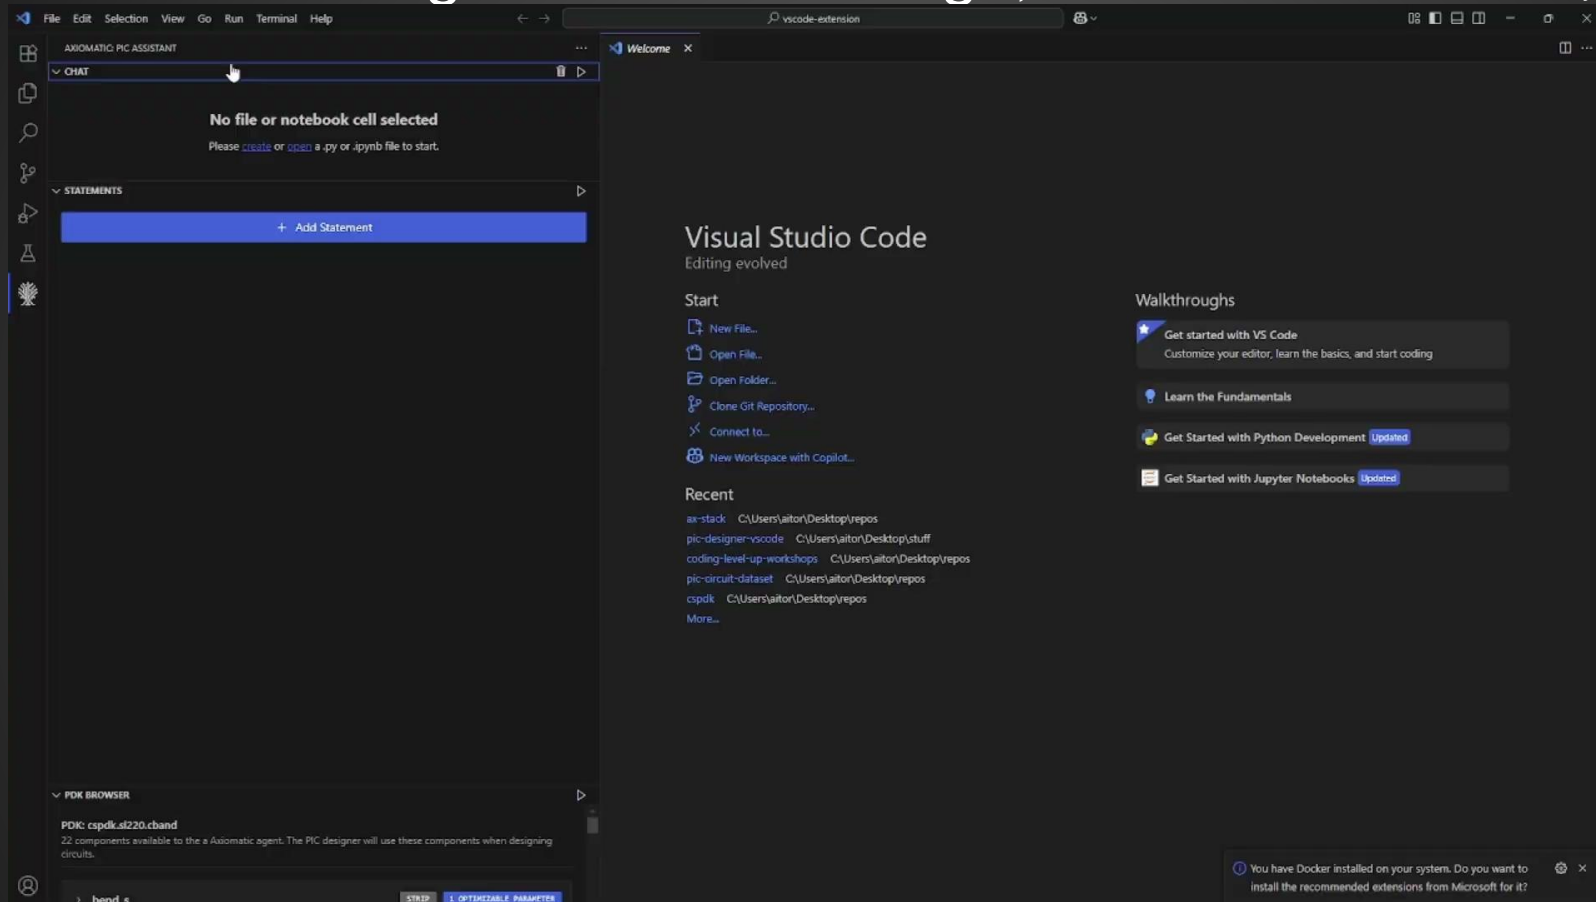 File Edit Selection View Go Run Terminal Help
vscode-extension
AXIOMATIC: PIC ASSISTANT
Welcome
CHAT
No file or notebook cell selected
Please create or open a .py or .ipynb file to start.
STATEMENTS
+ Add Statement
Visual Studio Code
Editing evolved
Start
New File...
Open File...
Open Folder...
Clone Git Repository...
Connect to...
New Workspace with Copilot...
Recent
ax-stack C:\Users\aitor\Desktop\repos
pic-designer-vscode C:\Users\aitor\Desktop\stuff
coding-level-up-workshops C:\Users\aitor\Desktop\repos
pic-circuit-dataset C:\Users\aitor\Desktop\repos
cspdk C:\Users\aitor\Desktop\repos
More...
Walkthroughs
Get started with VS Code
Customize your editor, learn the basics, and start coding
Learn the Fundamentals
Get Started with Python Development Updated
Get Started with Jupyter Notebooks Updated
PDK BROWSER
PDK: cspdk.si220.cband
22 components available to the a Axiomatic agent. The PIC designer will use these components when designing
circuits.
bend_s STRIP 1 OPTIMIZABLE PARAMETER
You have Docker installed on your system. Do you want to
install the recommended extensions from Microsoft for it?